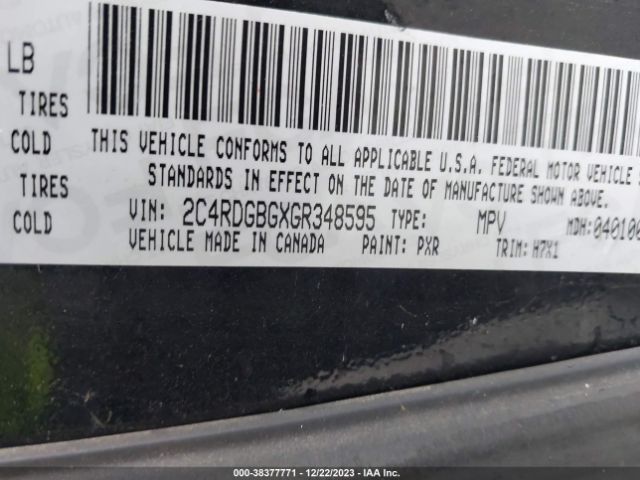 LB
TIRES
COLD
THIS VEHICLE CONFORMS TO ALL APPLICABLE U.S.A. FEDERAL MOTOR VEHICLE
TIRES
STANDARDS IN EFFECT ON THE DATE OF MANUFACTURE SHOWN ABOVE.
COLD
VIN: 2C4RDGBGXGR348595 TYPE: MPV MDH:040106
VEHICLE MADE IN CANADA PAINT: PXR TRIM: H7X1
000-38377771 - 12/22/2023 - IAA Inc.